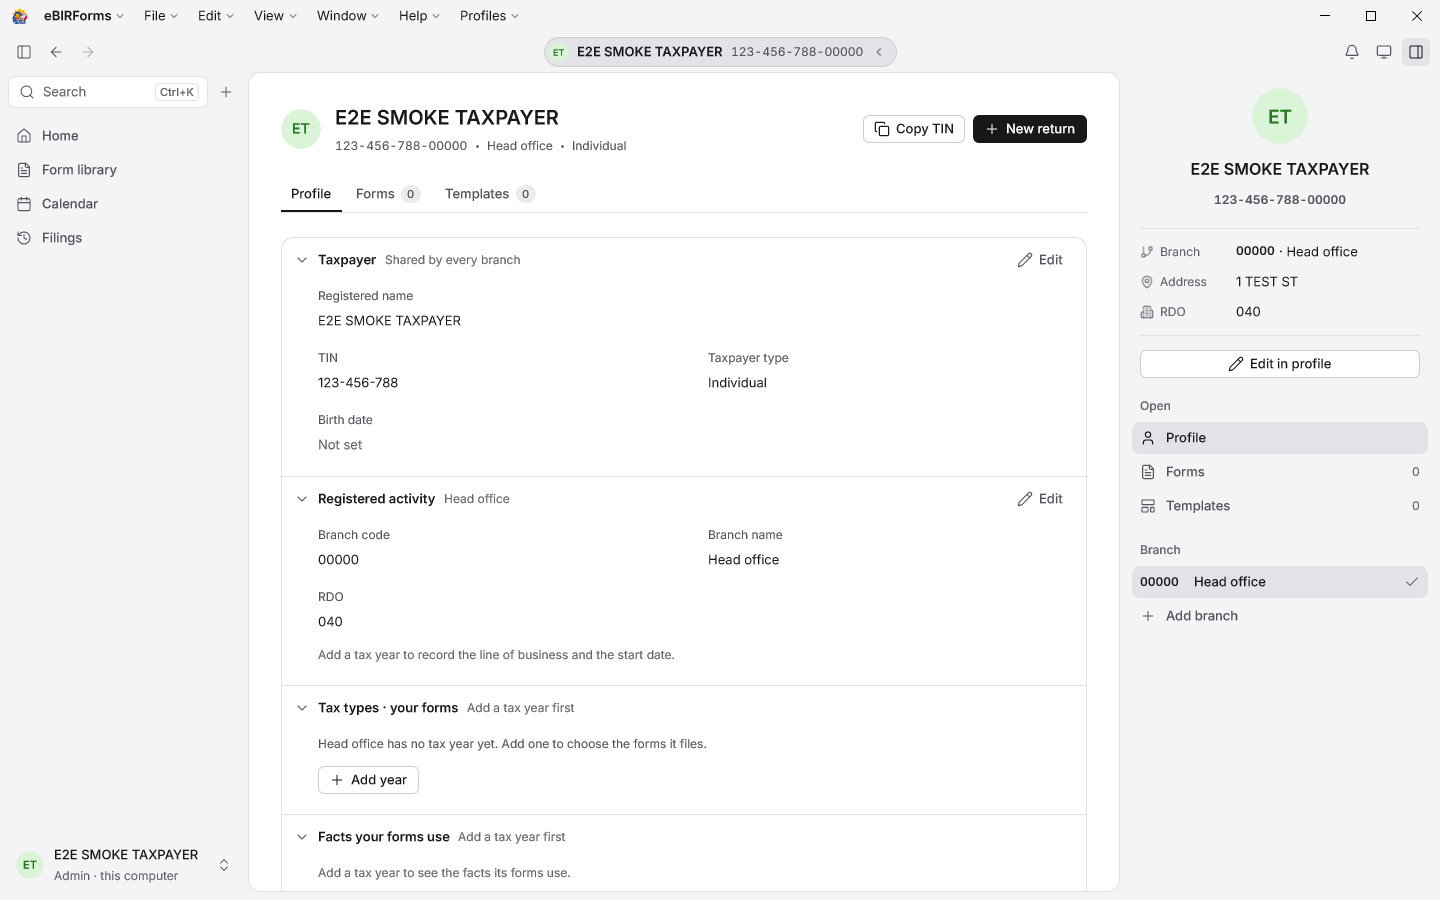 eBIRForms File Edit View Window Help Profiles
ET E2E SMOKE TAXPAYER 123-456-788-00000
Search Ctrl+K
Home
Form library
Calendar
Filings
ET E2E SMOKE TAXPAYER
Admin · this computer
ET E2E SMOKE TAXPAYER
123-456-788-00000 • Head office • Individual
Copy TIN
New return
Profile Forms 0 Templates 0
Taxpayer Shared by every branch Edit
Registered name
E2E SMOKE TAXPAYER
TIN Taxpayer type
123-456-788 Individual
Birth date
Not set
Registered activity Head office Edit
Branch code Branch name
00000 Head office
RDO
040
Add a tax year to record the line of business and the start date.
Tax types · your forms Add a tax year first
Head office has no tax year yet. Add one to choose the forms it files.
Add year
Facts your forms use Add a tax year first
Add a tax year to see the facts its forms use.
ET
E2E SMOKE TAXPAYER
123-456-788-00000
Branch 00000 · Head office
Address 1 TEST ST
RDO 040
Edit in profile
Open
Profile
Forms 0
Templates 0
Branch
00000 Head office
Add branch